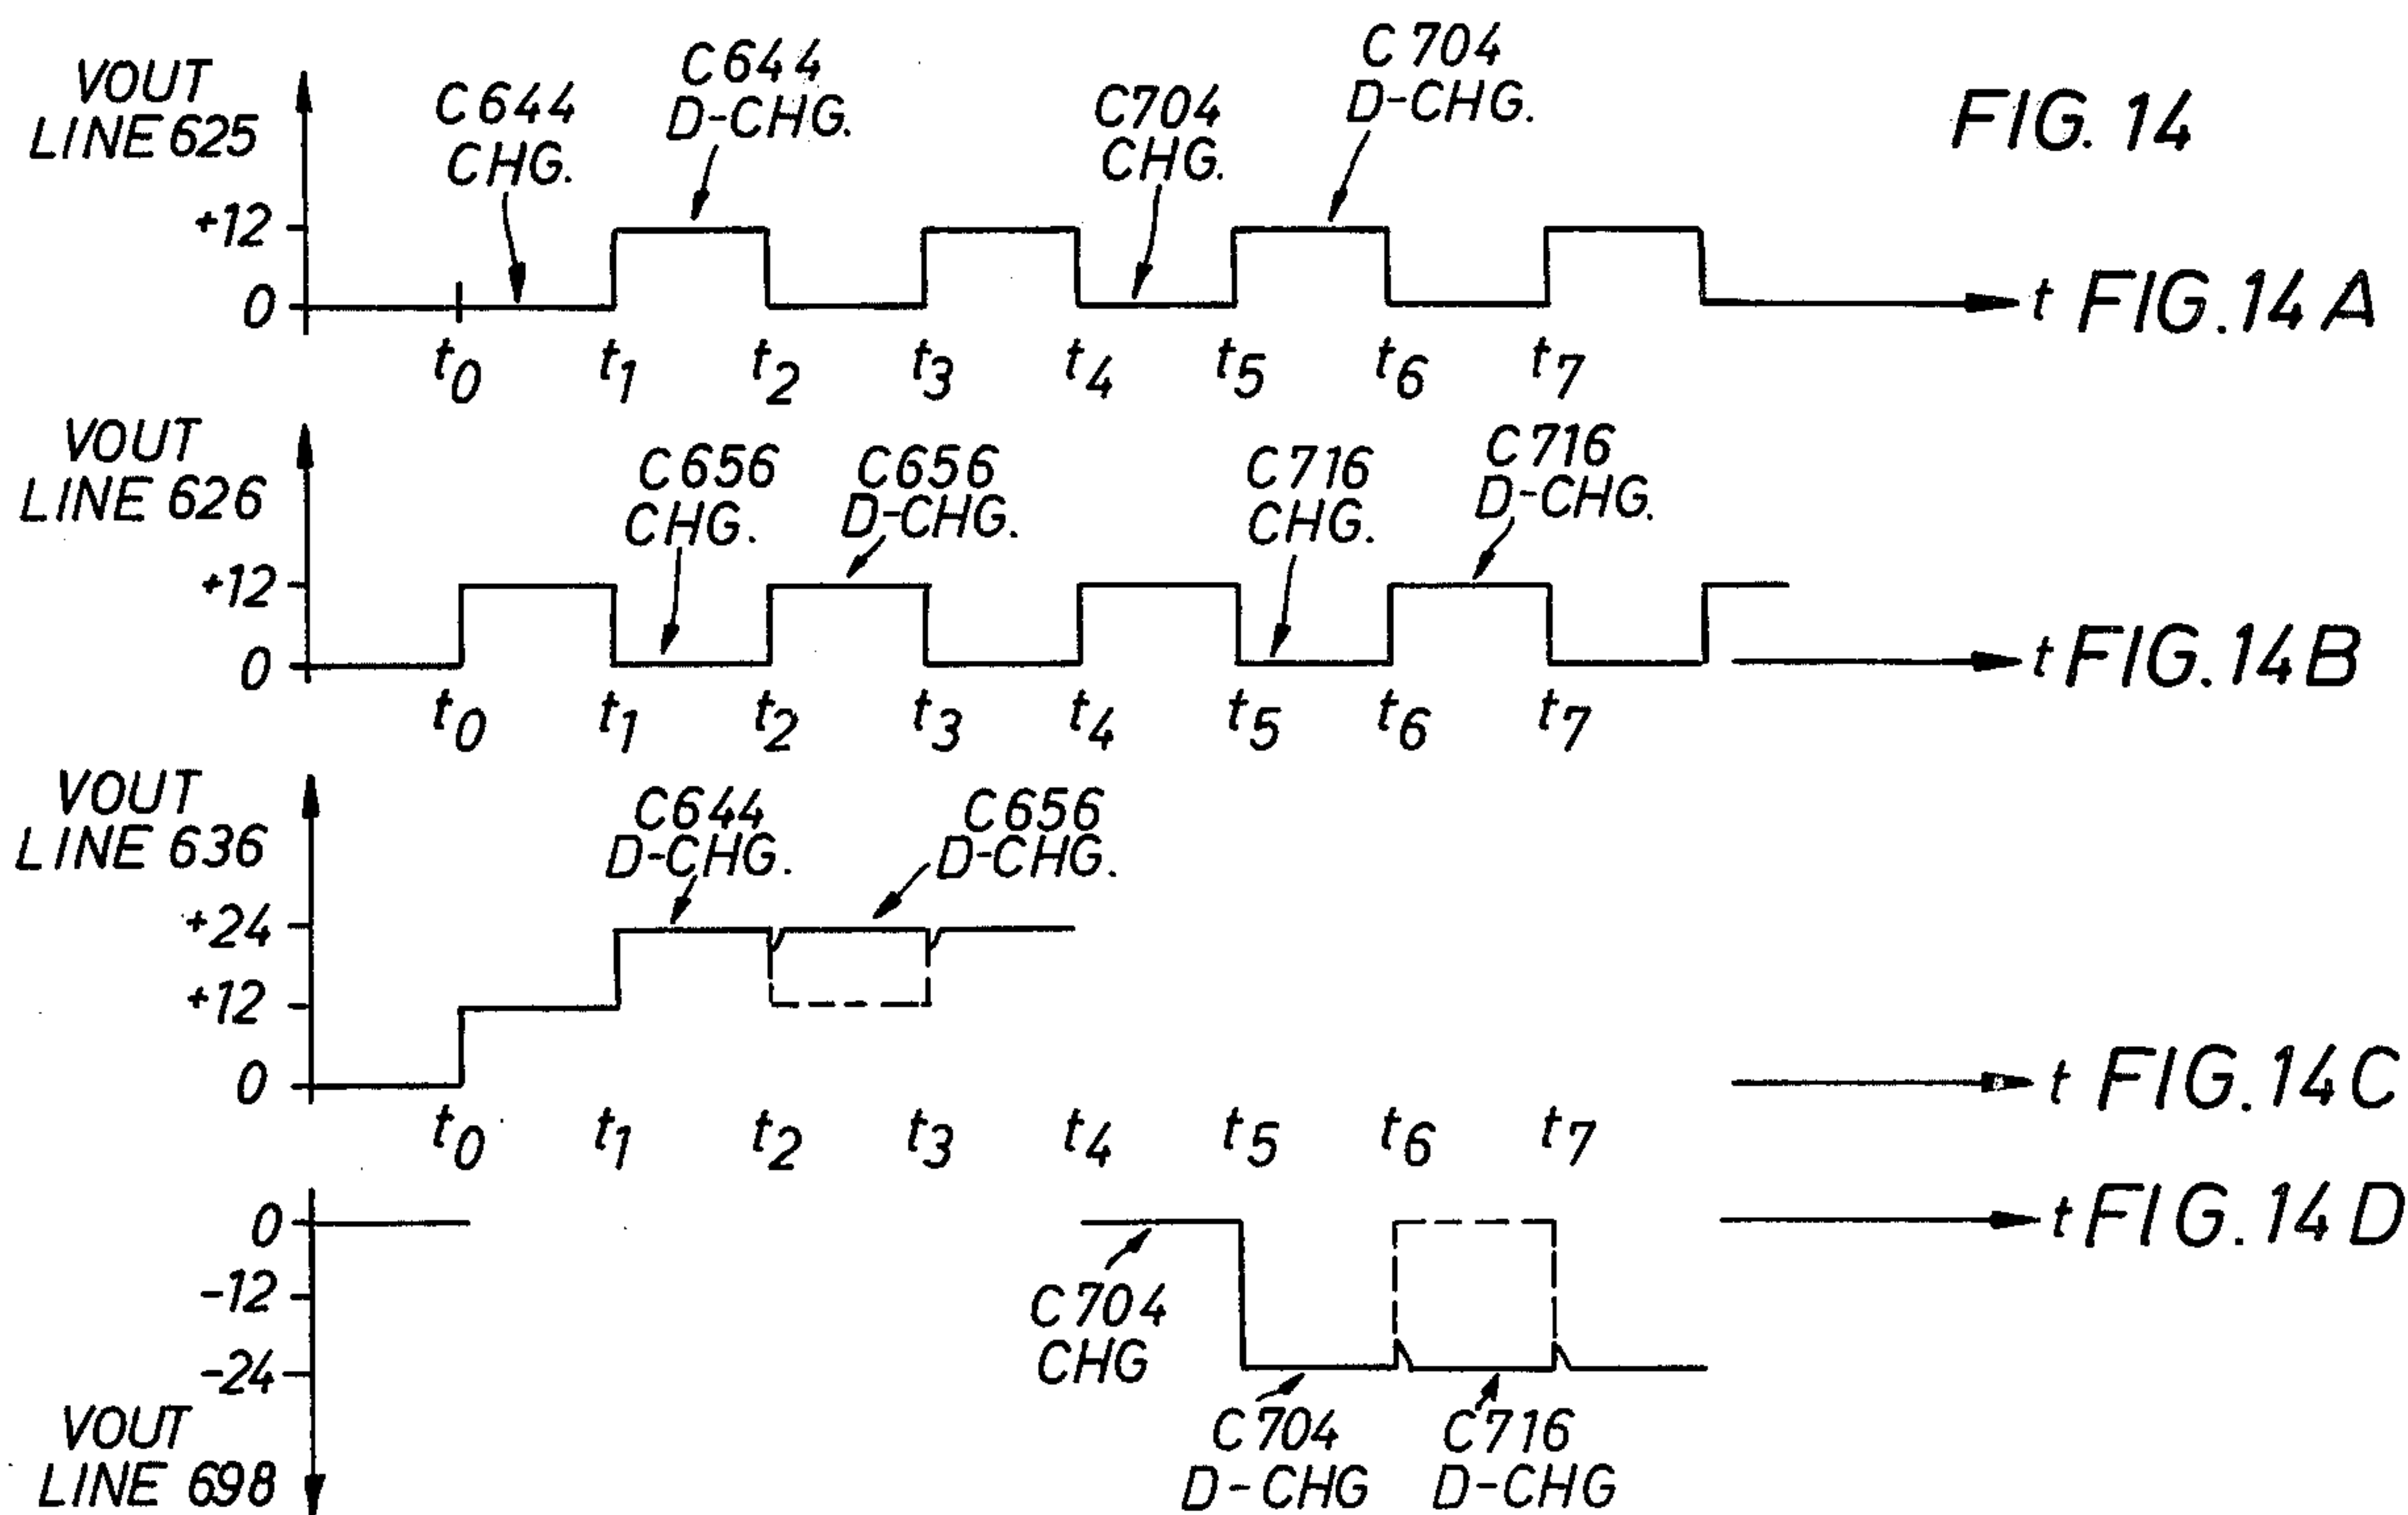 FIG. 14
VOUT
LINE 625
C644
CHG.
C644
D-CHG.
C704
CHG.
C704
D-CHG.
+12
0
t0 t1 t2 t3 t4 t5 t6 t7
t FIG. 14A
VOUT
LINE 626
C656
CHG.
C656
D-CHG.
C716
CHG.
C716
D-CHG.
+12
0
t0 t1 t2 t3 t4 t5 t6 t7
t FIG. 14B
VOUT
LINE 636
C644
D-CHG.
C656
D-CHG.
+24
+12
0
t0 t1 t2 t3 t4 t5 t6 t7
t FIG. 14C
0
-12
-24
VOUT
LINE 698
C704
CHG
C704
D-CHG
C716
D-CHG
t FIG. 14D